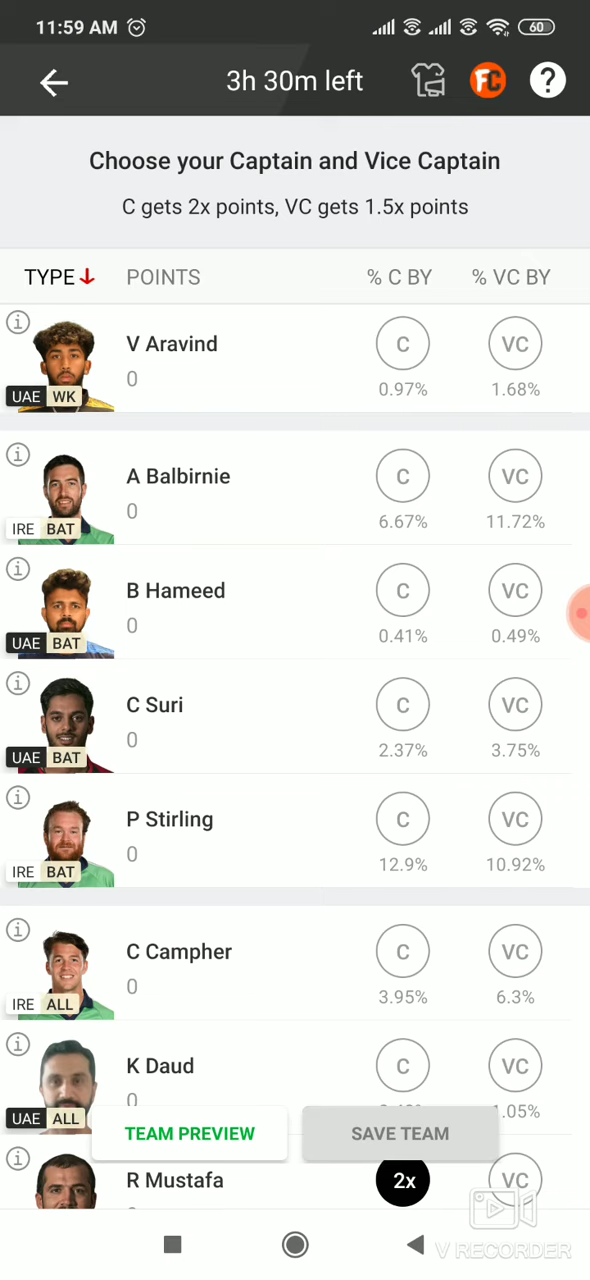 11:59 AM
60
3h 30m left
FC
?
Choose your Captain and Vice Captain
C gets 2x points, VC gets 1.5x points
TYPE POINTS % C BY % VC BY
i
V Aravind
0
C VC
0.97% 1.68%
UAE WK
i
A Balbirnie
0
C VC
6.67% 11.72%
IRE BAT
i
B Hameed
0
C VC
0.41% 0.49%
UAE BAT
i
C Suri
0
C VC
2.37% 3.75%
UAE BAT
i
P Stirling
0
C VC
12.9% 10.92%
IRE BAT
i
C Campher
0
C VC
3.95% 6.3%
IRE ALL
i
K Daud
0
C VC
.05%
UAE ALL
TEAM PREVIEW SAVE TEAM
i
R Mustafa
2x VC
V RECORDER